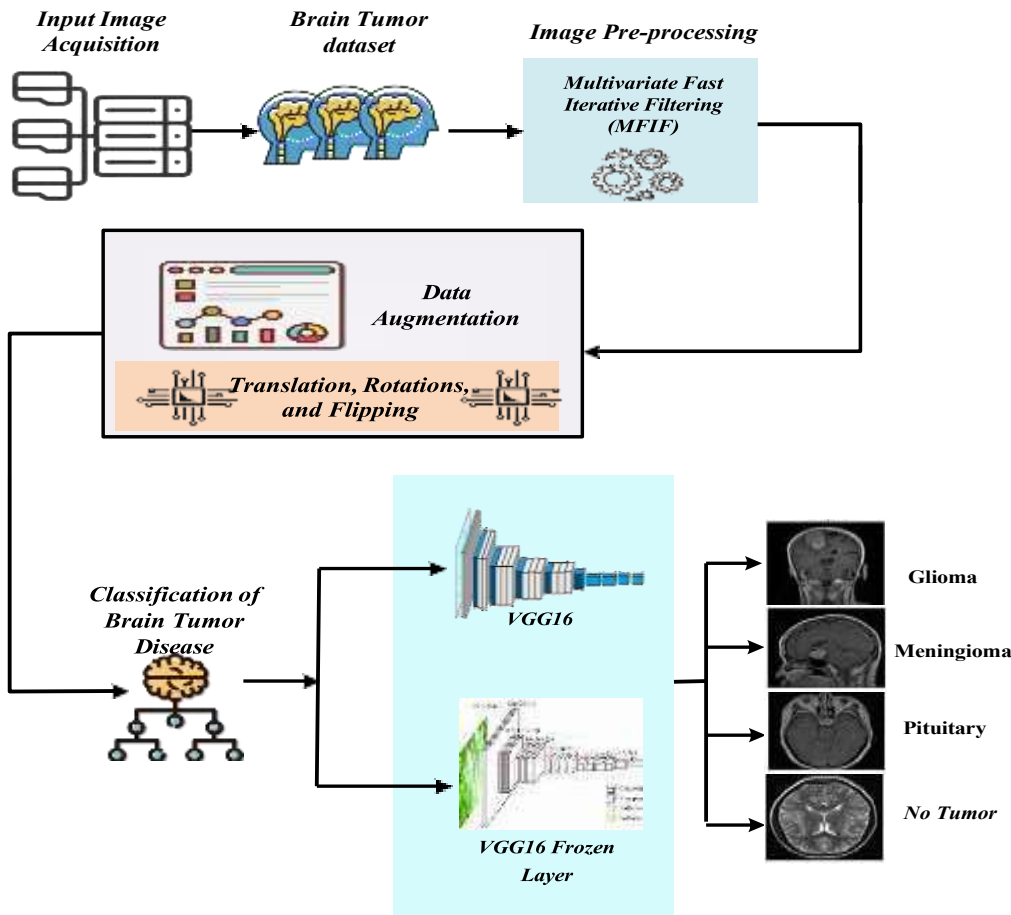 Input Image
Acquisition
Brain Tumor
dataset
Image Pre-processing
Multivariate Fast
Iterative Filtering
(MFIF)
Data
Augmentation
Translation, Rotations,
and Flipping
Classification of
Brain Tumor
Disease
VGG16
VGG16 Frozen
Layer
Glioma
Meningioma
Pituitary
No Tumor